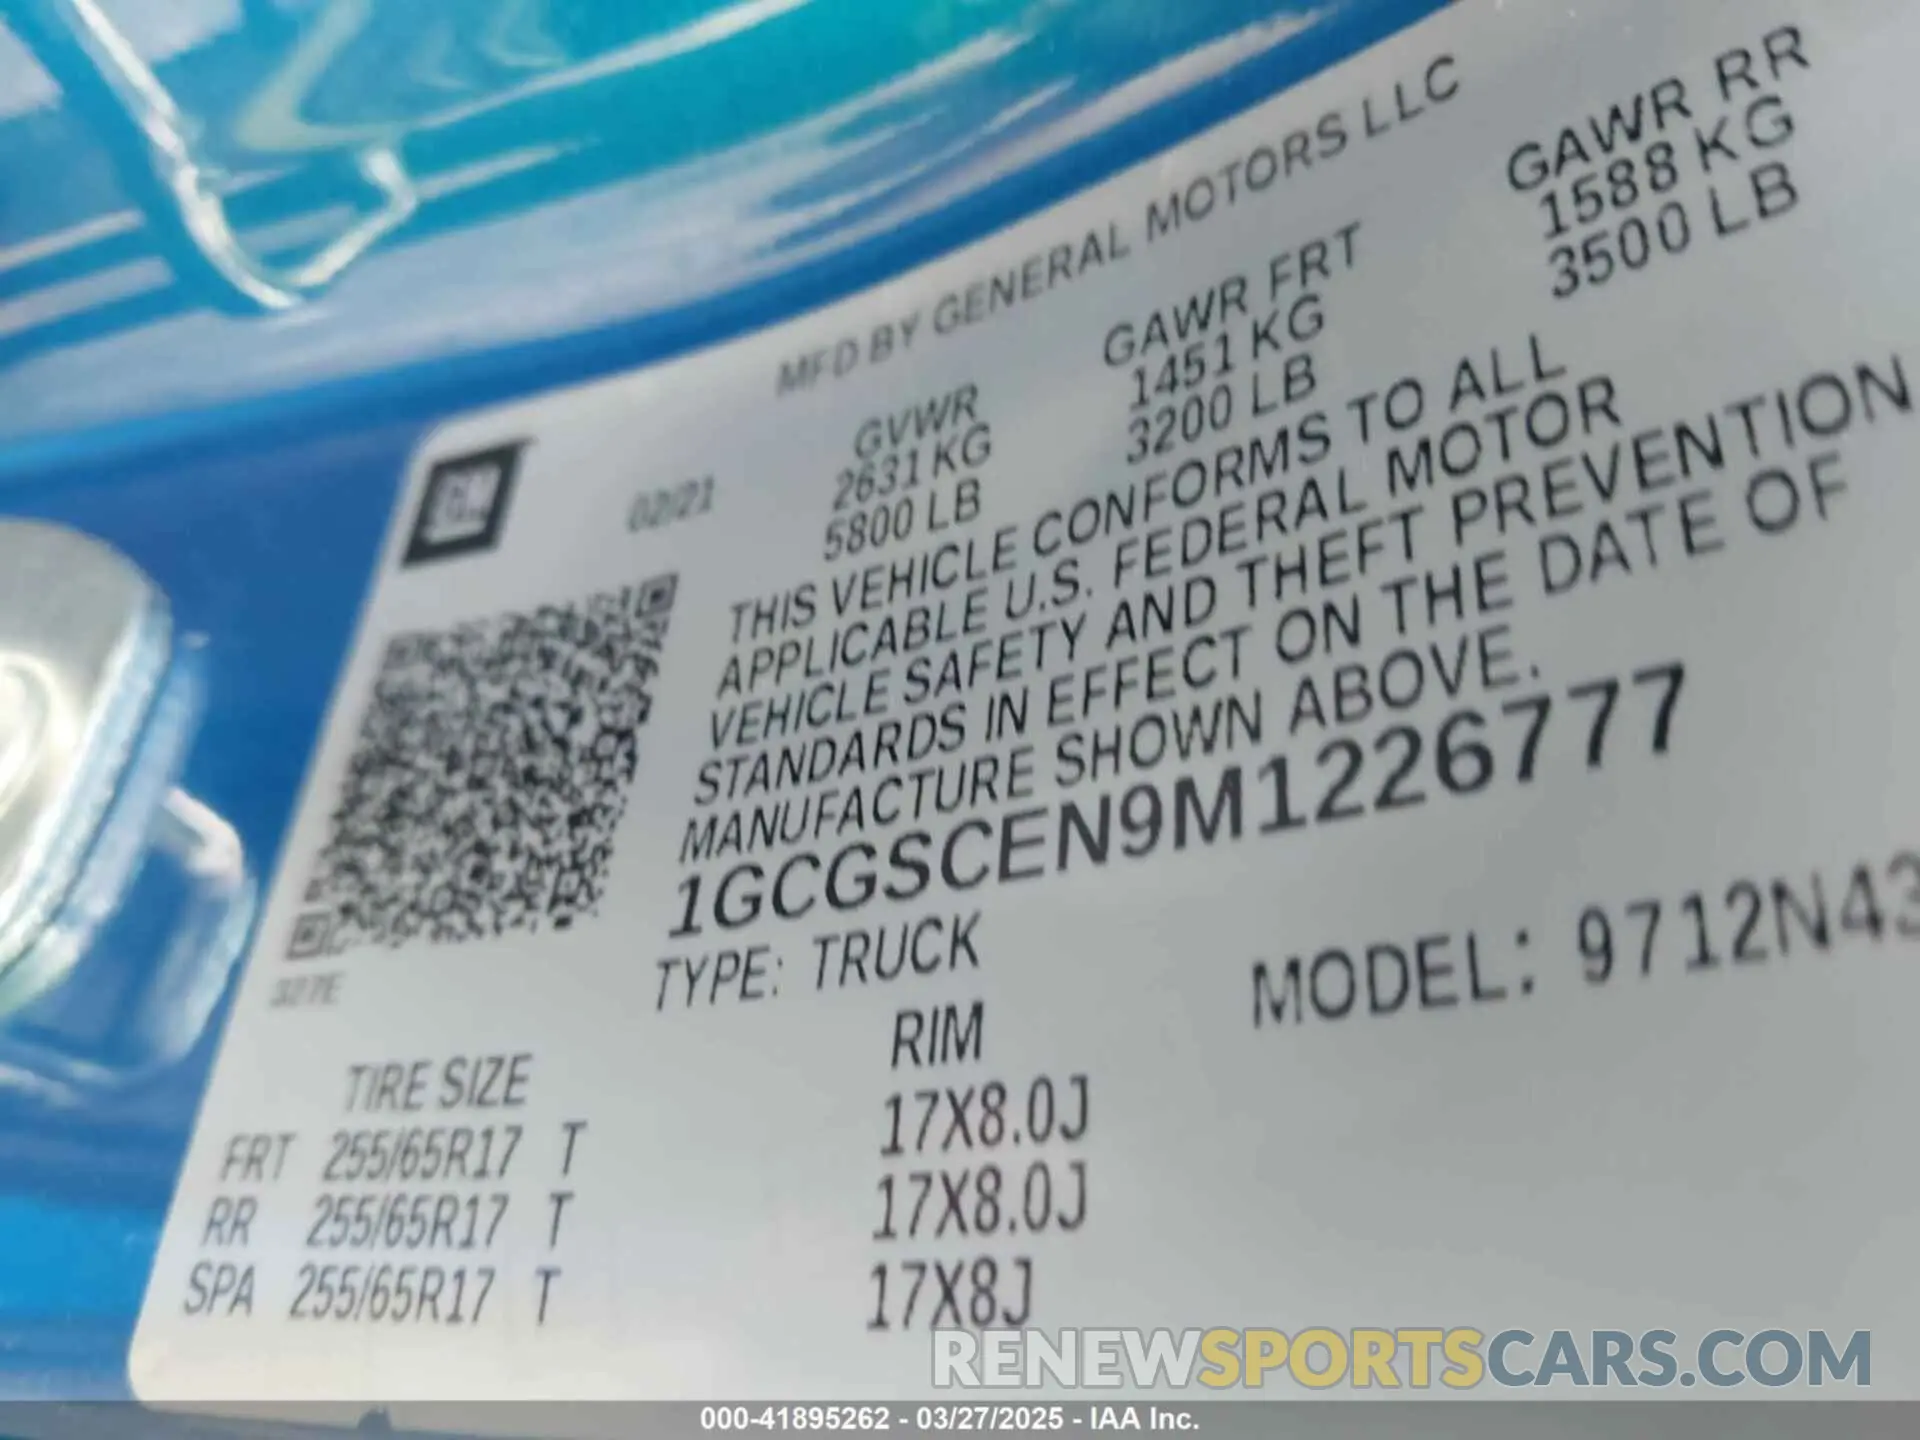 MFD BY GENERAL MOTORS LLC
GM
02/21
GVWR
2631 KG
5800 LB
GAWR FRT
1451 KG
3200 LB
GAWR RR
1588 KG
3500 LB
THIS VEHICLE CONFORMS TO ALL
APPLICABLE U.S. FEDERAL MOTOR
VEHICLE SAFETY AND THEFT PREVENTION
STANDARDS IN EFFECT ON THE DATE OF
MANUFACTURE SHOWN ABOVE.
1GCGSCEN9M1226777
TYPE: TRUCK
MODEL: 9712N43
TIRE SIZE
RIM
FRT 255/65R17 T 17X8.0J
RR 255/65R17 T 17X8.0J
SPA 255/65R17 T 17X8J
RENEWSPORTSCARS.COM
000-41895262 - 03/27/2025 - IAA Inc.